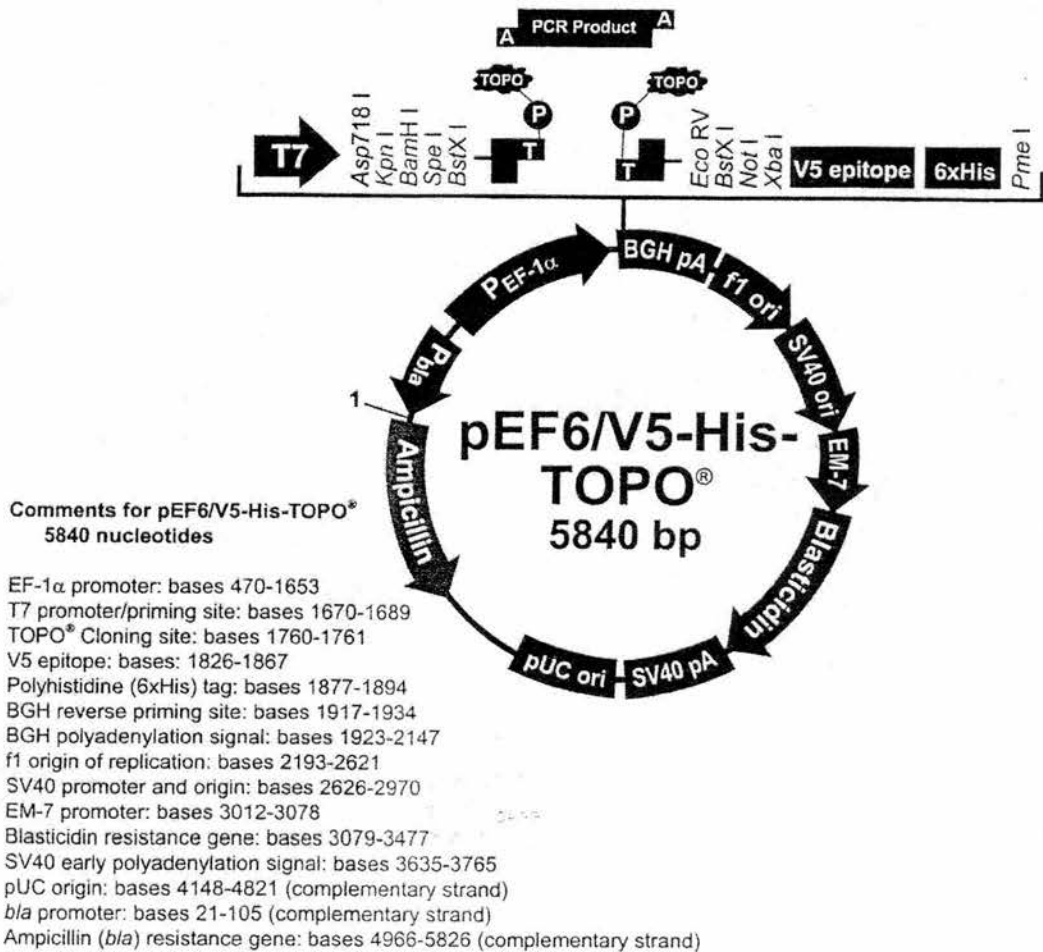 A PCR Product A
TOPO TOPO
P P
T7
Asp718 I
Kpn I
BamH I
Spe I
BstX I
T
T
Eco RV
BstX I
Not I
Xba I
V5 epitope
6xHis
Pme I
PEF-1α
BGH pA
f1 ori
SV40 ori
EM-7
Blasticidin
SV40 pA
pUC ori
Ampicillin
Pbla
1
pEF6/V5-His-
TOPO®
5840 bp
Comments for pEF6/V5-His-TOPO®
5840 nucleotides
EF-1α promoter: bases 470-1653
T7 promoter/priming site: bases 1670-1689
TOPO® Cloning site: bases 1760-1761
V5 epitope: bases: 1826-1867
Polyhistidine (6xHis) tag: bases 1877-1894
BGH reverse priming site: bases 1917-1934
BGH polyadenylation signal: bases 1923-2147
f1 origin of replication: bases 2193-2621
SV40 promoter and origin: bases 2626-2970
EM-7 promoter: bases 3012-3078
Blasticidin resistance gene: bases 3079-3477
SV40 early polyadenylation signal: bases 3635-3765
pUC origin: bases 4148-4821 (complementary strand)
bla promoter: bases 21-105 (complementary strand)
Ampicillin (bla) resistance gene: bases 4966-5826 (complementary strand)